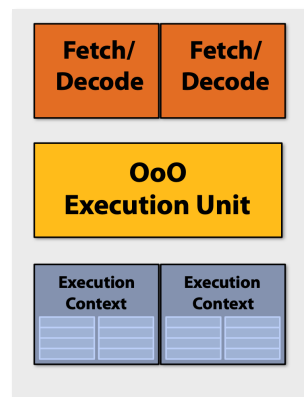 Fetch/
Decode
Fetch/
Decode
OoO
Execution Unit
Execution
Context
Execution
Context